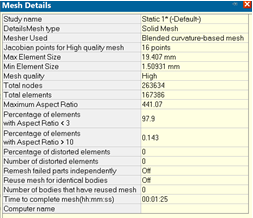 Mesh Details
Study name Static 1* (-Default-)
DetailsMesh type Solid Mesh
Mesher Used Blended curvature-based mesh
Jacobian points for High quality mesh 16 points
Max Element Size 19.407 mm
Min Element Size 1.50931 mm
Mesh quality High
Total nodes 263634
Total elements 167386
Maximum Aspect Ratio 441.07
Percentage of elements
with Aspect Ratio < 3 97.9
Percentage of elements
with Aspect Ratio > 10 0.143
Percentage of distorted elements 0
Number of distorted elements 0
Remesh failed parts independently Off
Reuse mesh for identical bodies Off
Number of bodies that have reused mesh 0
Time to complete mesh(hh:mm:ss) 00:01:25
Computer name